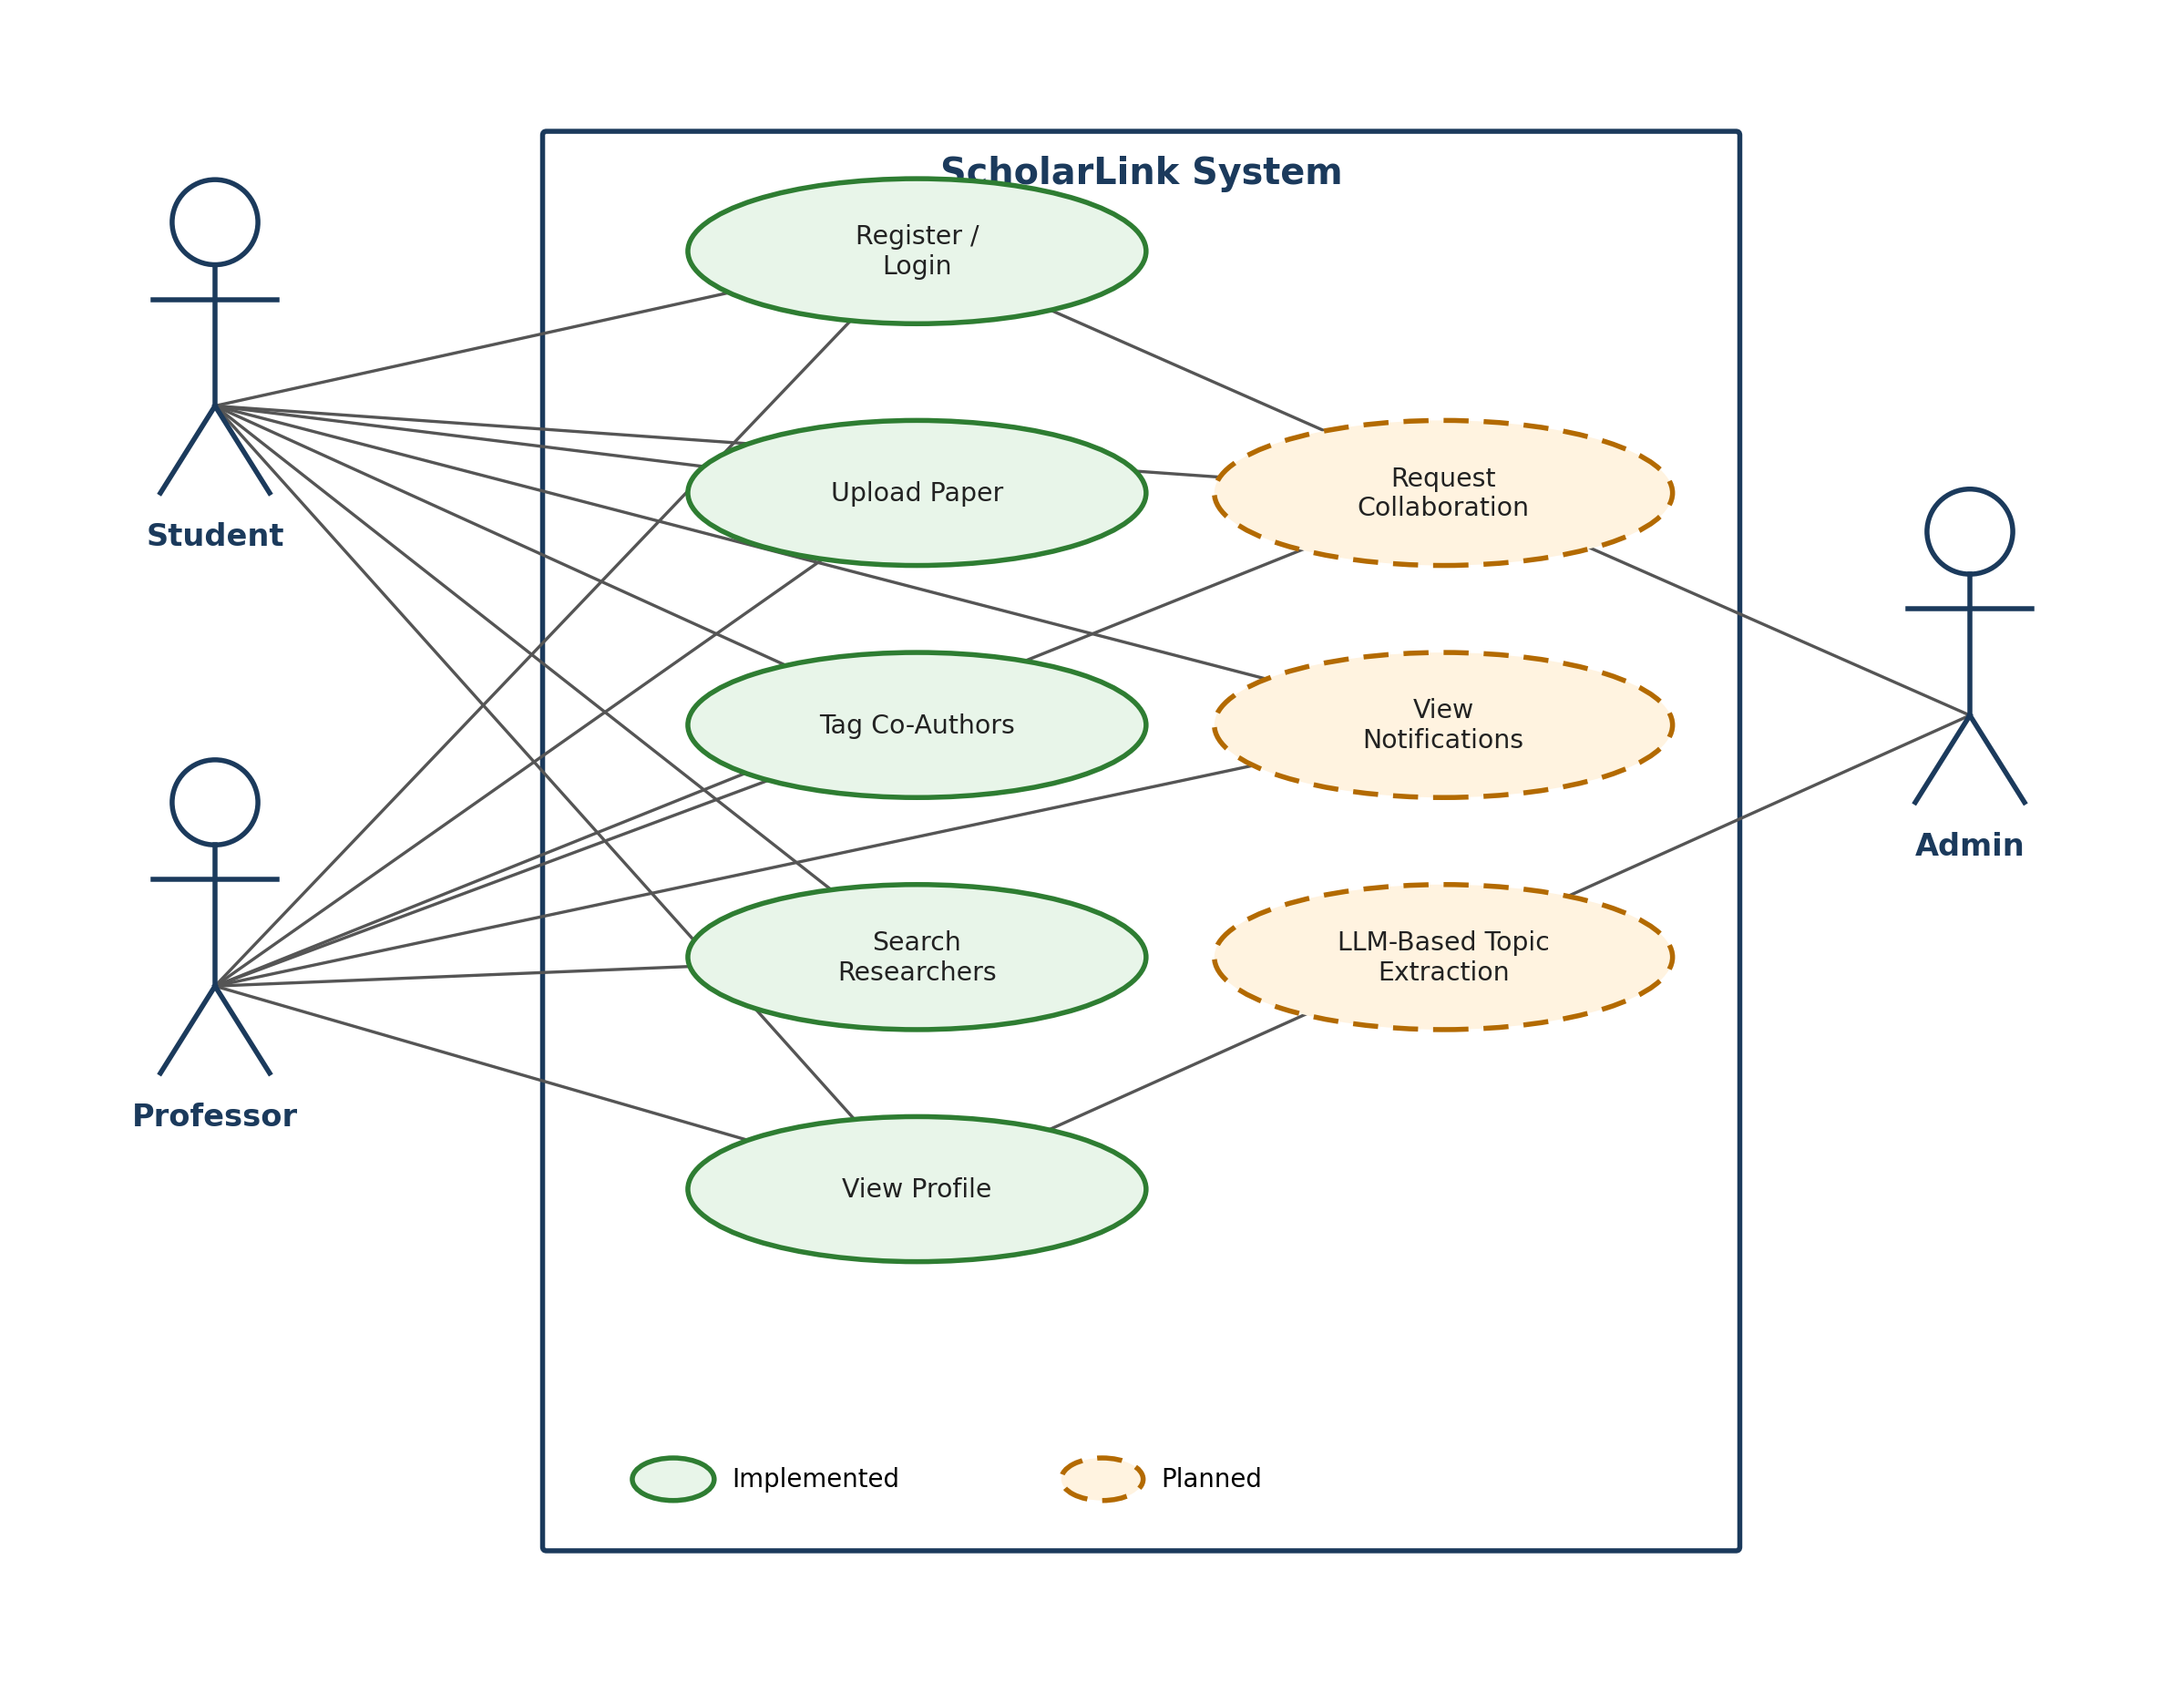 ScholarLink System
Register /
Login
Upload Paper
Request
Collaboration
Student
Tag Co-Authors
View
Notifications
Admin
Search
Researchers
LLM-Based Topic
Extraction
Professor
View Profile
Implemented
Planned